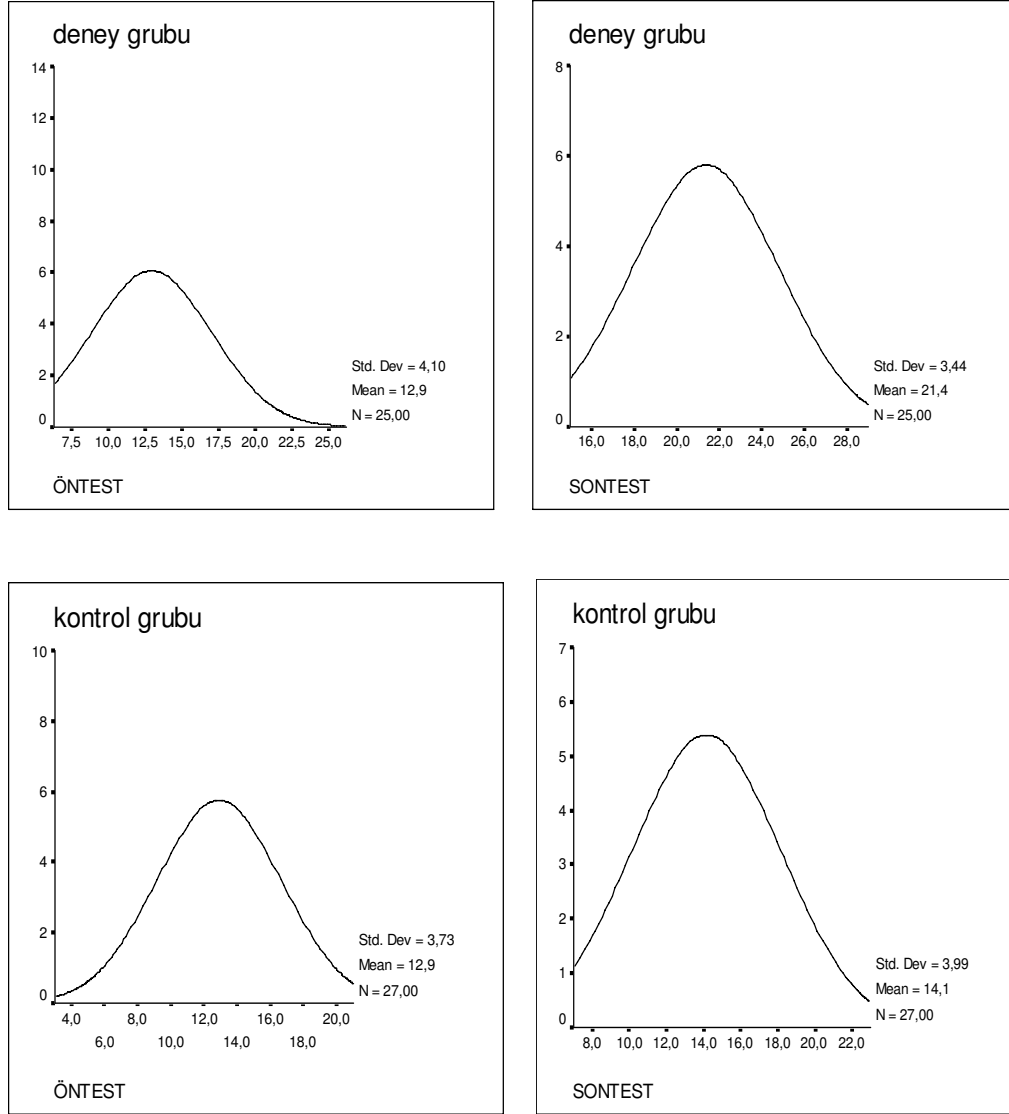 deney grubu
14
12
10
8
6
4
2
0
7,5 10,0 12,5 15,0 17,5 20,0 22,5 25,0
Std. Dev = 4,10
Mean = 12,9
N = 25,00
ÖNTEST
deney grubu
8
6
4
2
0
16,0 18,0 20,0 22,0 24,0 26,0 28,0
Std. Dev = 3,44
Mean = 21,4
N = 25,00
SONTEST
kontrol grubu
10
8
6
4
2
0
4,0 8,0 12,0 16,0 20,0
6,0 10,0 14,0 18,0
Std. Dev = 3,73
Mean = 12,9
N = 27,00
ÖNTEST
kontrol grubu
7
6
5
4
3
2
1
0
8,0 10,0 12,0 14,0 16,0 18,0 20,0 22,0
Std. Dev = 3,99
Mean = 14,1
N = 27,00
SONTEST